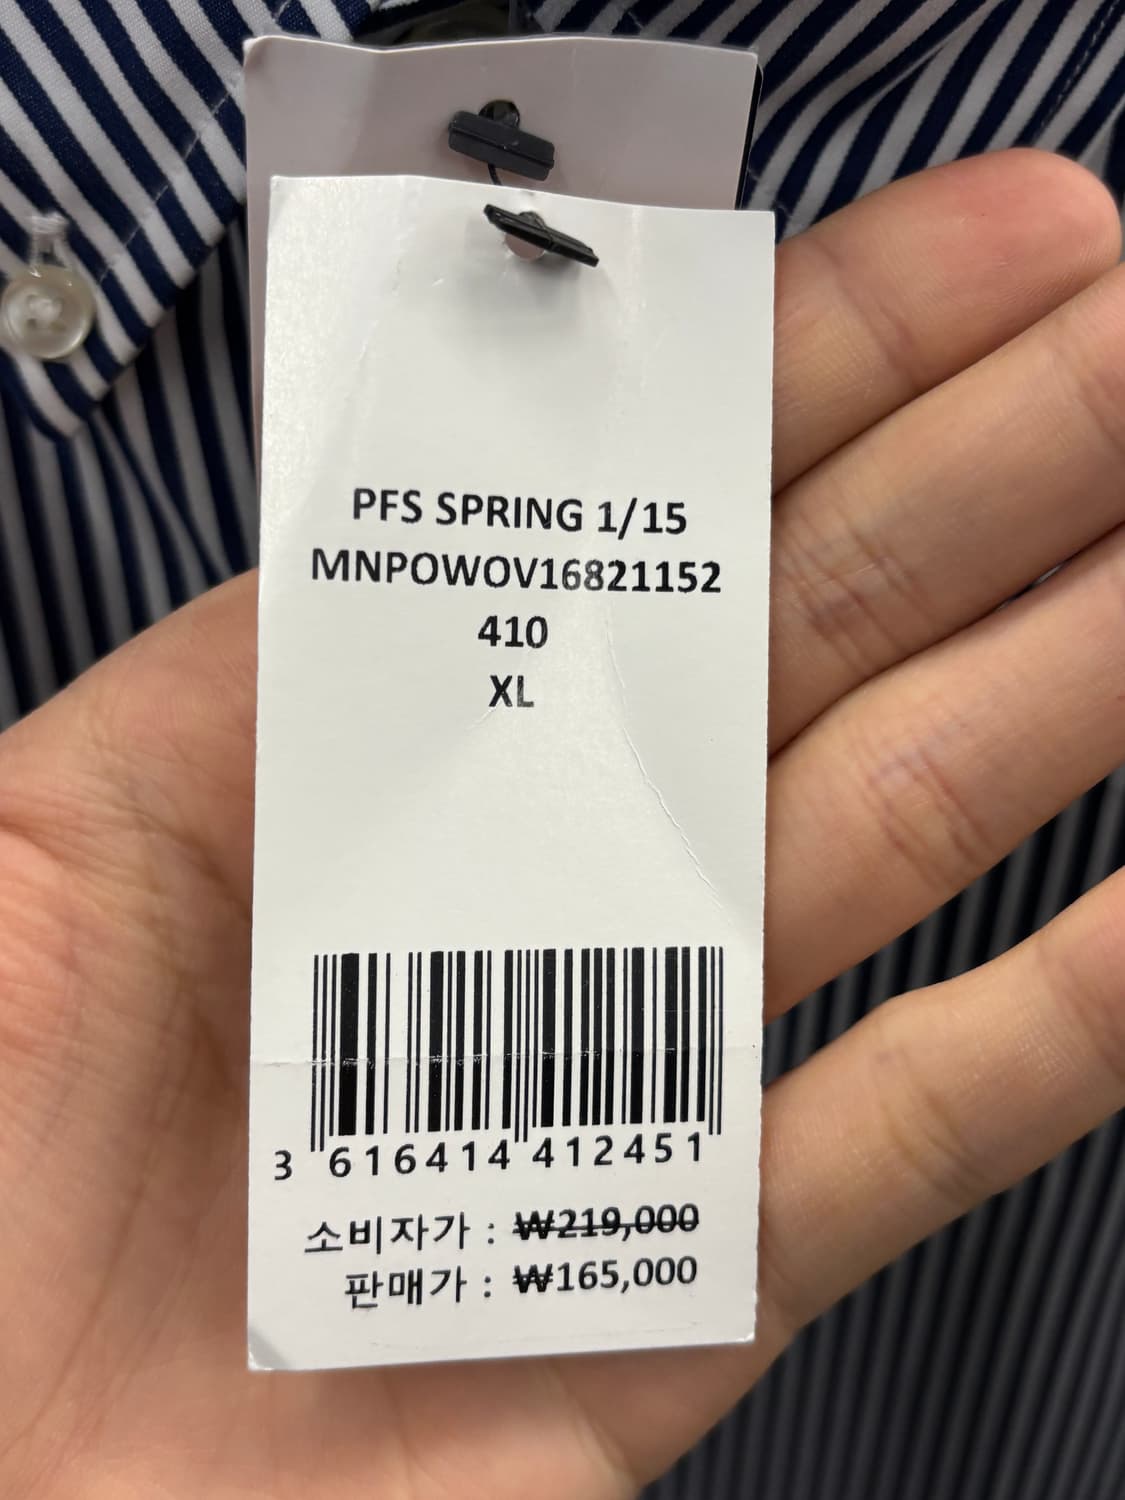 PFS SPRING 1/15
MNPOWOV16821152
410
XL
3 616414 412451
소비자가 : ₩219,000
판매가 : ₩165,000